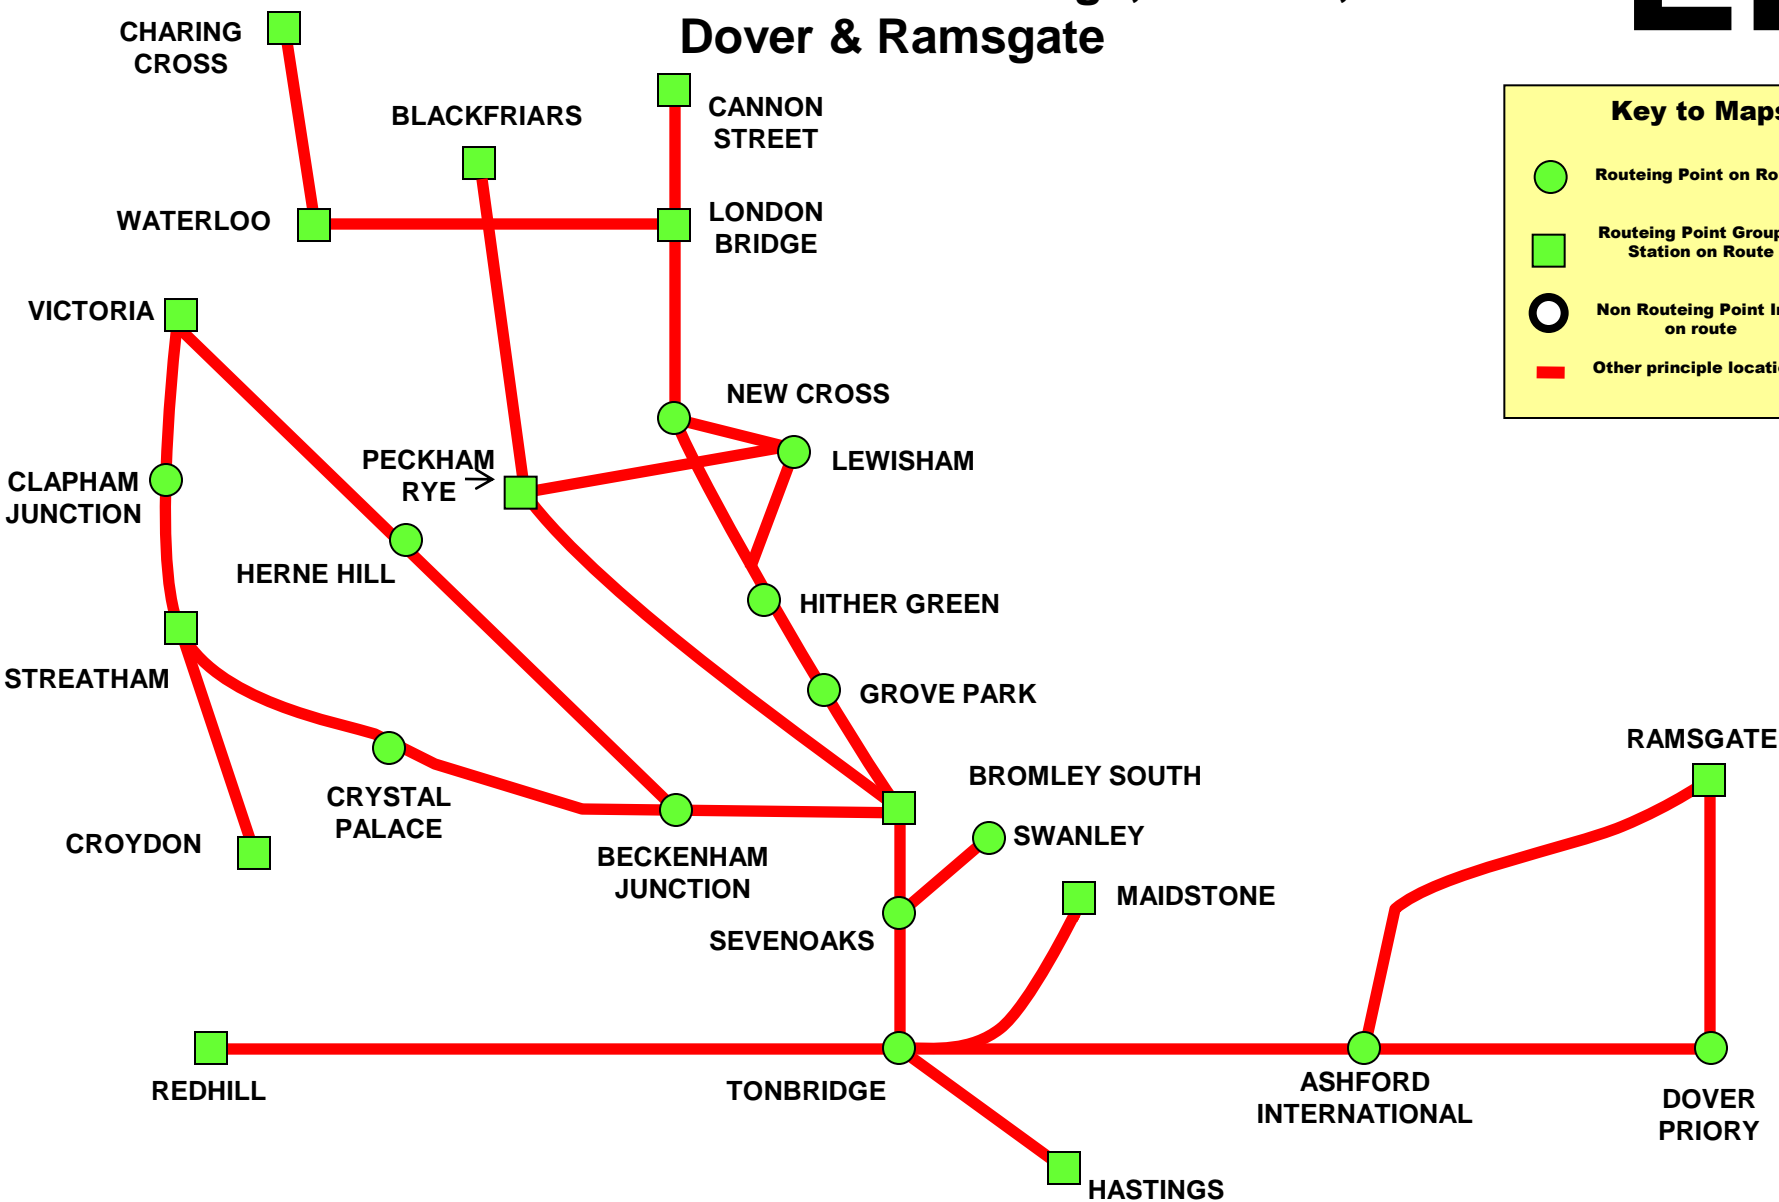 Dover & Ramsgate
CHARING
CROSS
BLACKFRIARS
CANNON
STREET
WATERLOO
LONDON
BRIDGE
VICTORIA
NEW CROSS
LEWISHAM
PECKHAM
RYE
CLAPHAM
JUNCTION
HERNE HILL
HITHER GREEN
STREATHAM
GROVE PARK
CRYSTAL
PALACE
CROYDON
BECKENHAM
JUNCTION
BROMLEY SOUTH
SWANLEY
MAIDSTONE
SEVENOAKS
RAMSGATE
REDHILL
TONBRIDGE
ASHFORD
INTERNATIONAL
DOVER
PRIORY
HASTINGS
Key to Maps
Routeing Point on
Routeing Point Group
Station on Route
Non Routeing Point
on route
Other principle